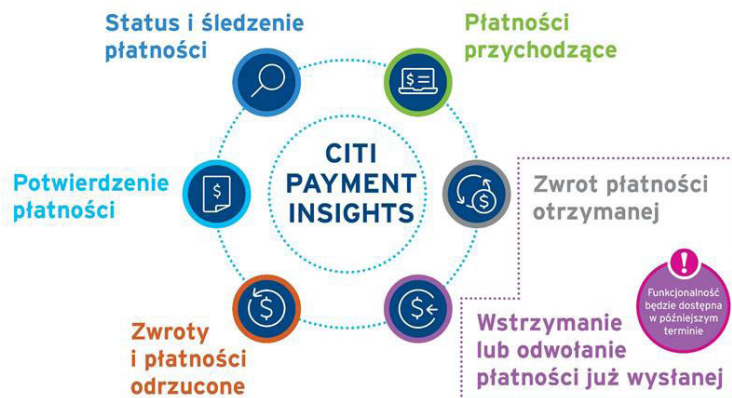 Status i śledzenie
płatności
Płatności
przychodzące
CITI
PAYMENT
INSIGHTS
Potwierdzenie
płatności
Zwrot płatności
otrzymanej
Zwroty
i płatności
odrzucone
Wstrzymanie
lub odwołanie
płatności już wysłanej
!
Funkcjonalność
będzie dostępna
w późniejszym
terminie